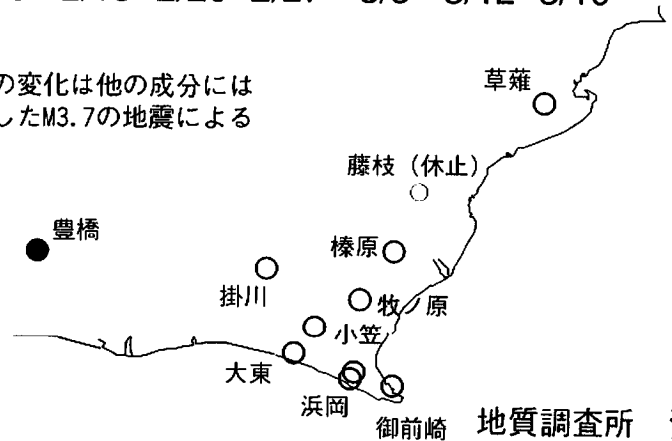 の変化は他の成分には
したM3.7の地震による
草薙
藤枝（休止）
豊橋
榛原
掛川
牧ノ原
小笠
大東
浜岡
御前崎
地質調査所